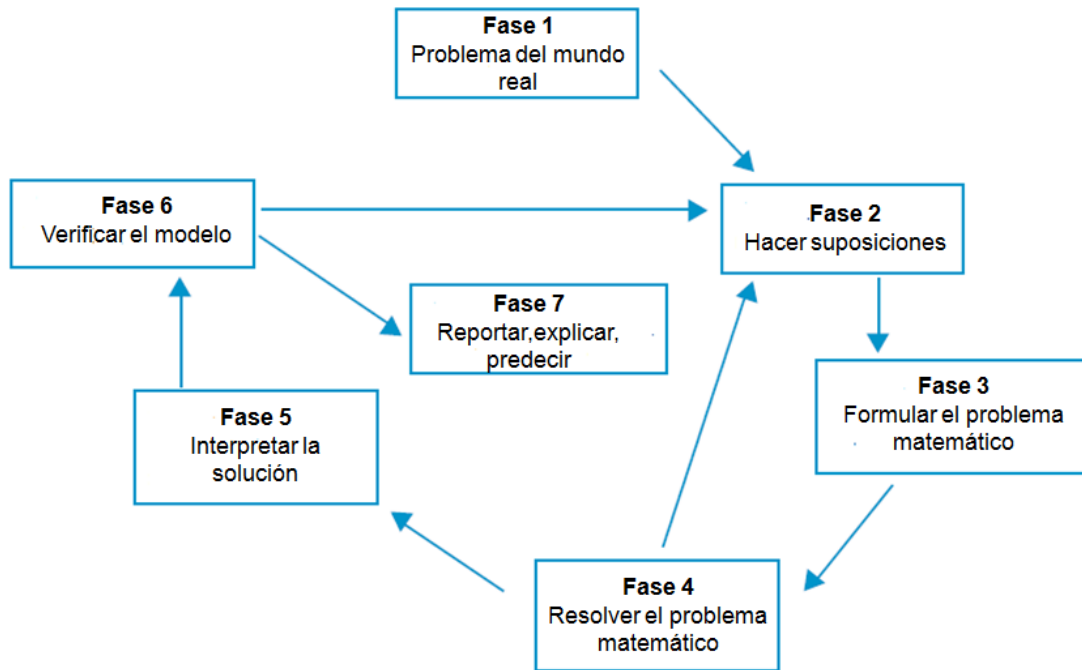 Fase 1
Problema del mundo
real
Fase 2
Hacer suposiciones
Fase 3
Formular el problema
matemático
Fase 4
Resolver el problema
matemático
Fase 5
Interpretar la
solución
Fase 6
Verificar el modelo
Fase 7
Reportar,explicar,
predecir